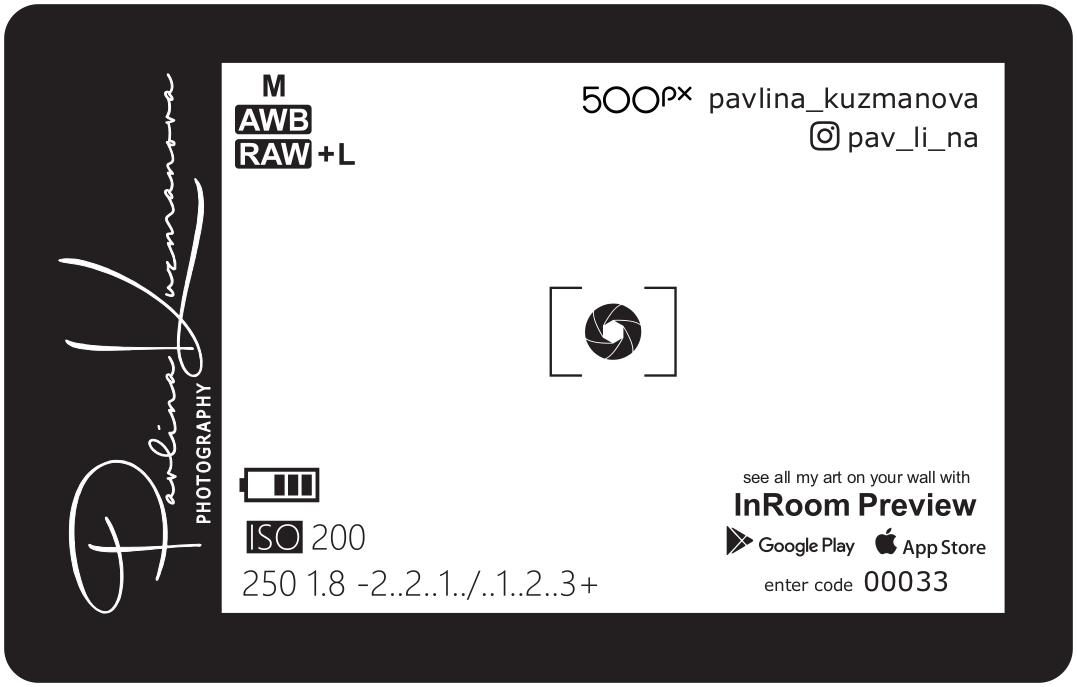 Pavlina Kuzmanova
PHOTOGRAPHY
M
AWB
RAW +L
500px pavlina_kuzmanova
pav_li_na
ISO 200
250 1.8 -2..2..1../..1..2..3+
see all my art on your wall with
InRoom Preview
Google Play App Store
enter code 00033